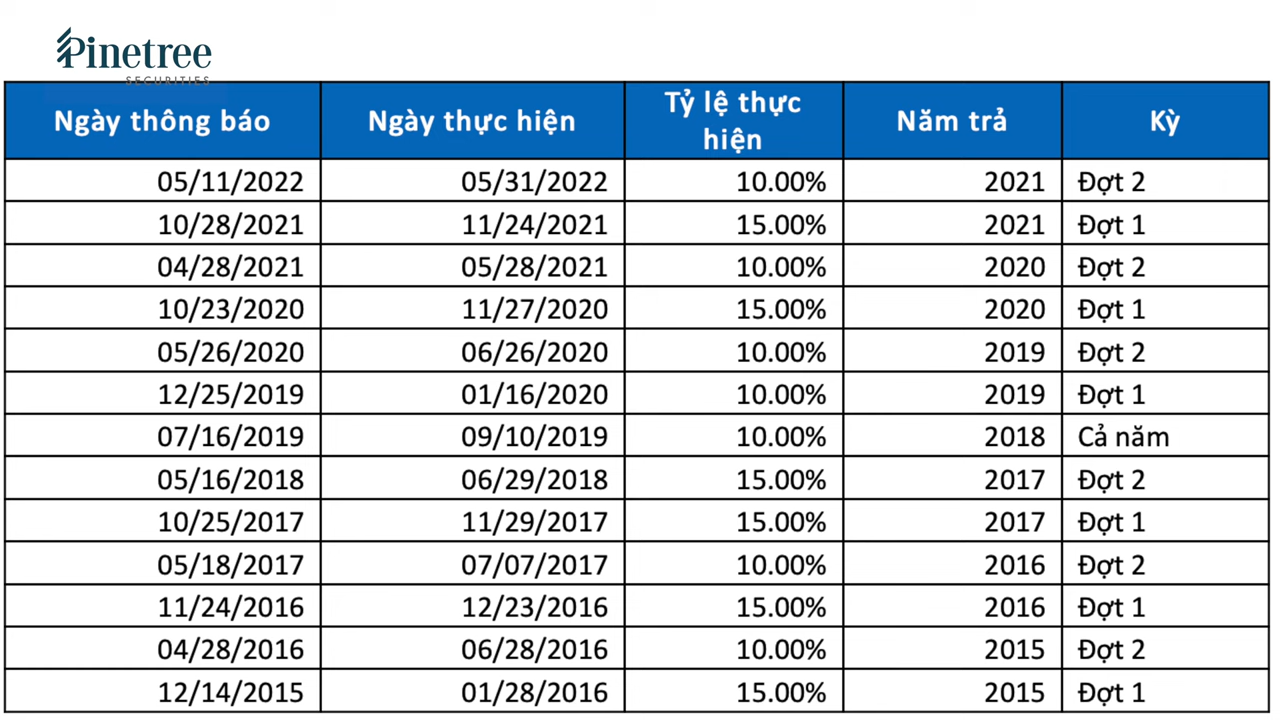 Pinetree
SECURITIES
Ngày thông báo Ngày thực hiện Tỷ lệ thực hiện Năm trả Kỳ
05/11/2022 05/31/2022 10.00% 2021 Đợt 2
10/28/2021 11/24/2021 15.00% 2021 Đợt 1
04/28/2021 05/28/2021 10.00% 2020 Đợt 2
10/23/2020 11/27/2020 15.00% 2020 Đợt 1
05/26/2020 06/26/2020 10.00% 2019 Đợt 2
12/25/2019 01/16/2020 10.00% 2019 Đợt 1
07/16/2019 09/10/2019 10.00% 2018 Cả năm
05/16/2018 06/29/2018 15.00% 2017 Đợt 2
10/25/2017 11/29/2017 15.00% 2017 Đợt 1
05/18/2017 07/07/2017 10.00% 2016 Đợt 2
11/24/2016 12/23/2016 15.00% 2016 Đợt 1
04/28/2016 06/28/2016 10.00% 2015 Đợt 2
12/14/2015 01/28/2016 15.00% 2015 Đợt 1